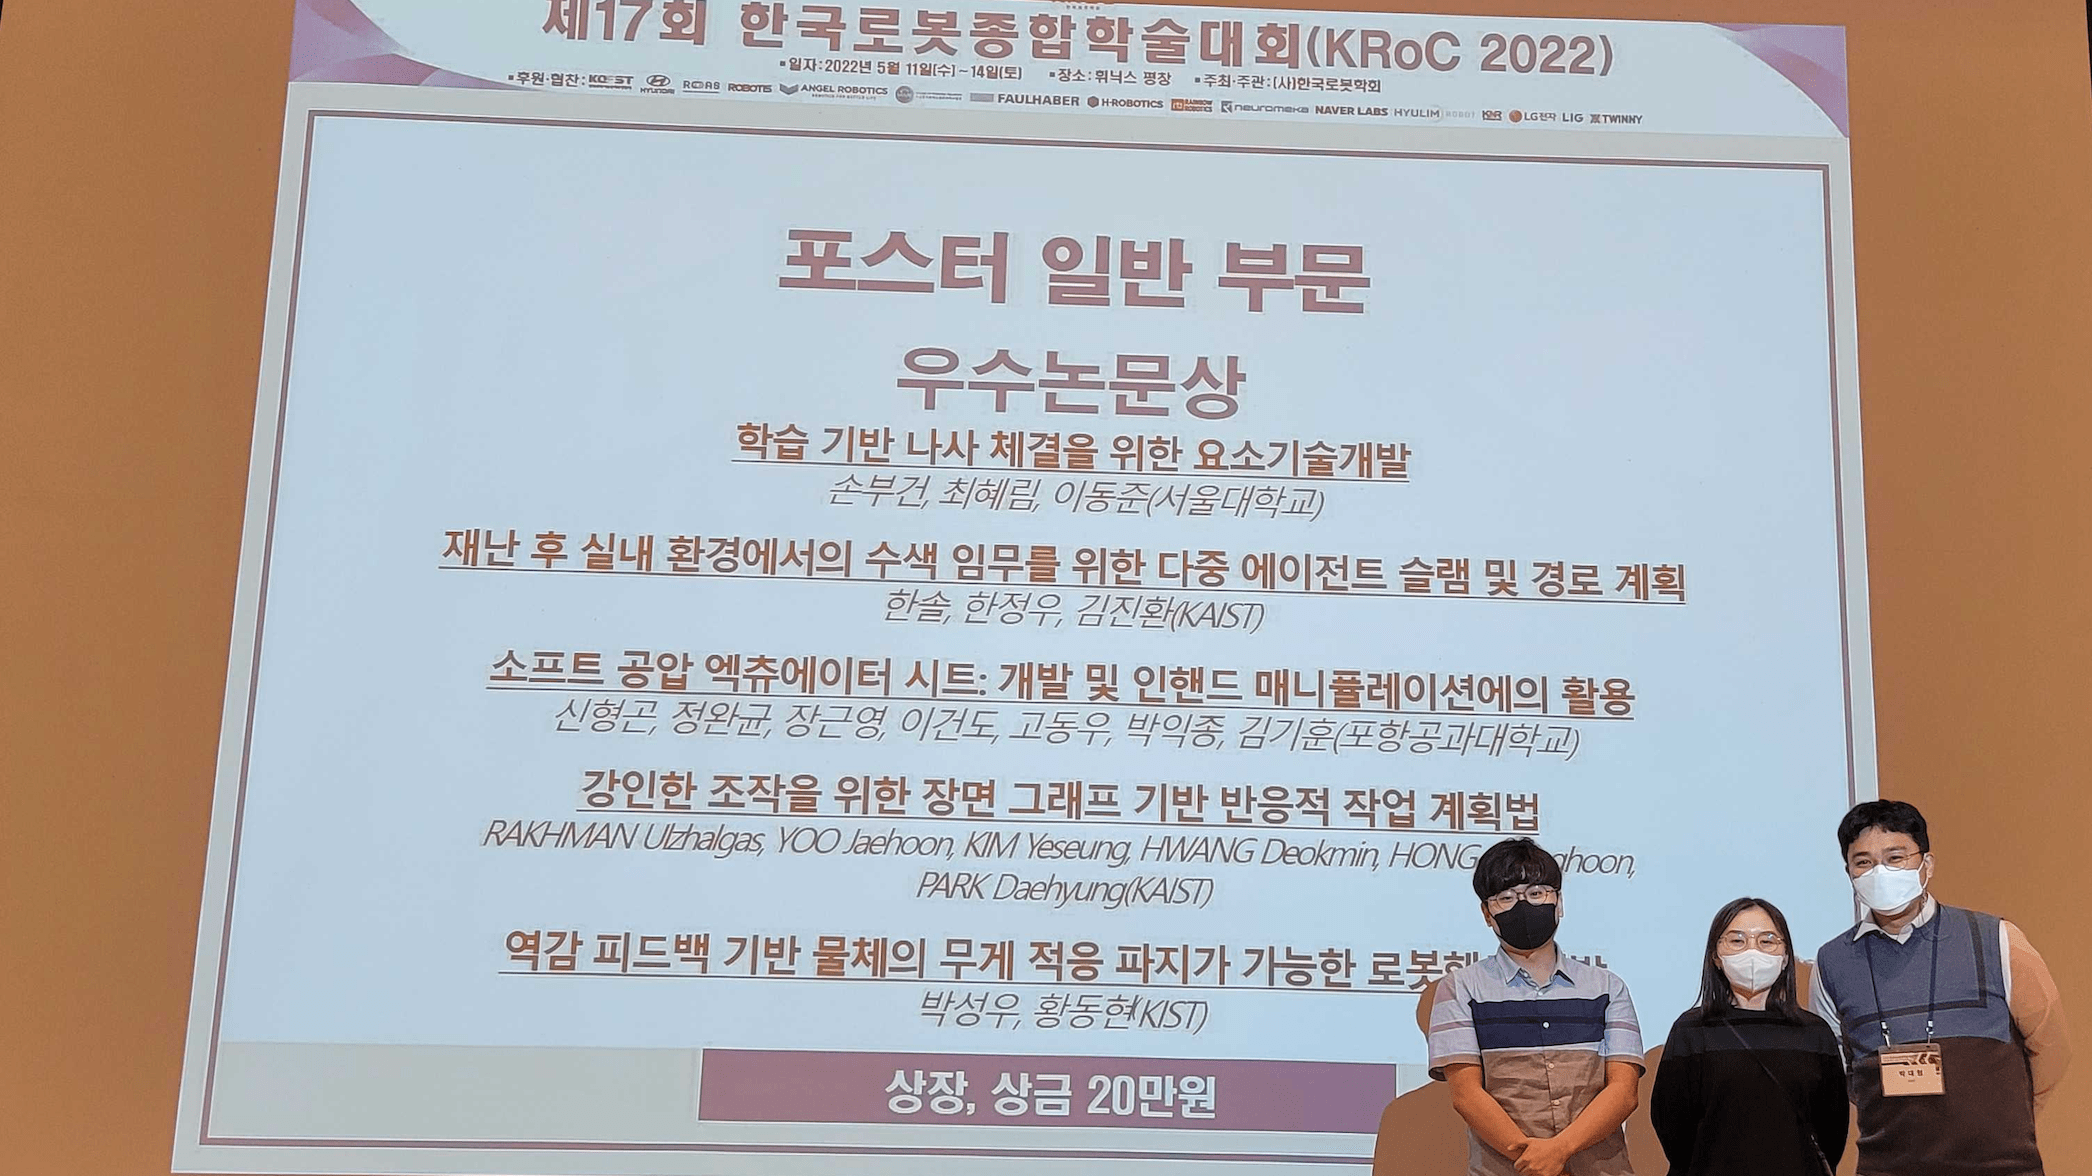 제17회 한국로봇종합학술대회(KRoC 2022)
▪일자:2022년 5월 11일(수)~14일(토) ▪장소:휘닉스 평창 ▪주최·주관:(사)한국로봇학회
▪후원·협찬: HYUNDAI ROAS ROBOTIS ANGEL ROBOTICS FAULHABER H-ROBOTICS RAINBOW ROBOTICS neuromeka NAVER LABS HYULIM ROBOT KNR LG전자 LIG TWINNY
포스터 일반 부문
우수논문상
학습 기반 나사 체결을 위한 요소기술개발
손부건, 최혜림, 이동준(서울대학교)
재난 후 실내 환경에서의 수색 임무를 위한 다중 에이전트 슬램 및 경로 계획
한솔, 한정우, 김진환(KAIST)
소프트 공압 엑츄에이터 시트: 개발 및 인핸드 매니퓰레이션에의 활용
신형곤, 정완균, 장근영, 이건도, 고동우, 박익종, 김기훈(포항공과대학교)
강인한 조작을 위한 장면 그래프 기반 반응적 작업 계획법
RAKHMAN Ulzhalgas, YOO Jaehoon, KIM Yeseung, HWANG Deokmin, HONG
PARK Daehyung(KAIST)
역감 피드백 기반 물체의 무게 적응 파지가 가능한
박성우, 황동현(KIST)
상장, 상금 20만원
박대형